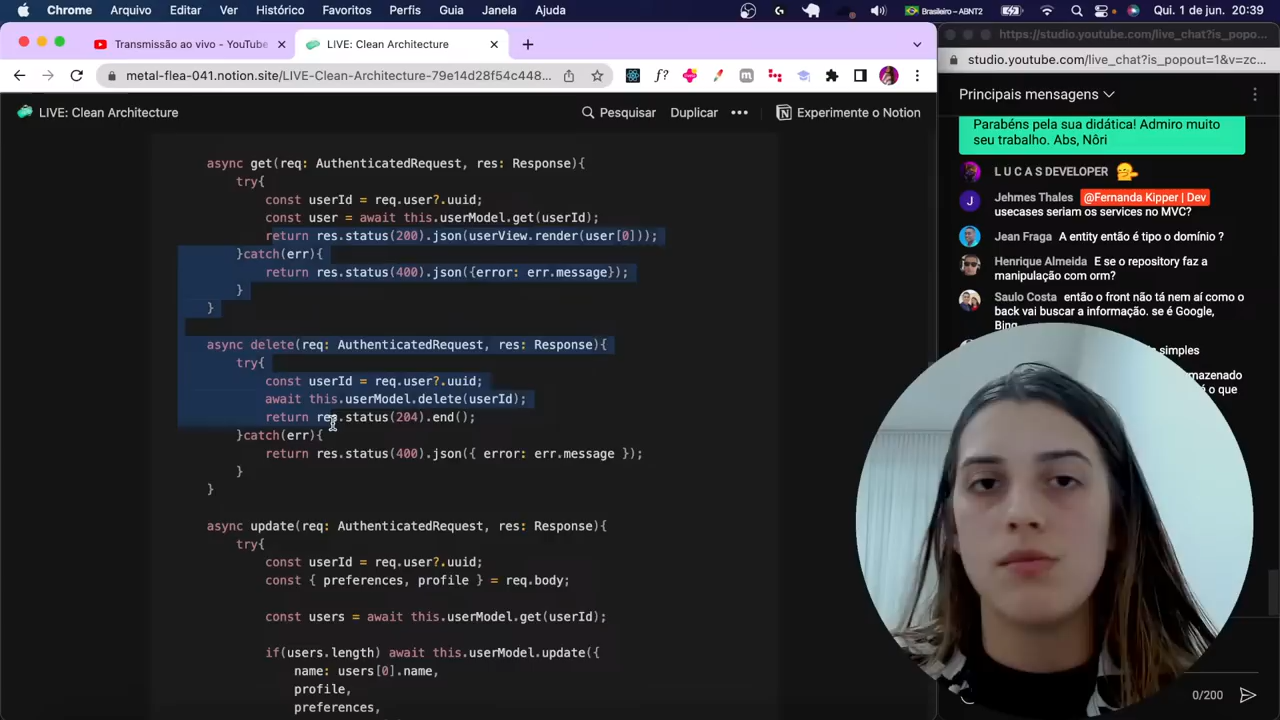 Chrome Arquivo Editar Ver Histórico Favoritos Perfis Guia Janela Ajuda
Brasileiro – ABNT2
Qui. 1 de jun. 20:39
Transmissão ao vivo - YouTube
LIVE: Clean Architecture
metal-flea-041.notion.site/LIVE-Clean-Architecture-79e14d28f54c448...
LIVE: Clean Architecture
Pesquisar
Duplicar
Experimente o Notion
async get(req: AuthenticatedRequest, res: Response){
try{
const userId = req.user?.uuid;
const user = await this.userModel.get(userId);
return res.status(200).json(userView.render(user[0]));
}catch(err){
return res.status(400).json({error: err.message});
}
}
async delete(req: AuthenticatedRequest, res: Response){
try{
const userId = req.user?.uuid;
await this.userModel.delete(userId);
return res.status(204).end();
}catch(err){
return res.status(400).json({ error: err.message });
}
}
async update(req: AuthenticatedRequest, res: Response){
try{
const userId = req.user?.uuid;
const { preferences, profile } = req.body;
const users = await this.userModel.get(userId);
if(users.length) await this.userModel.update({
name: users[0].name,
profile,
preferences,
https://studio.youtube.com/live_chat?is_po...
studio.youtube.com/live_chat?is_popout=1&v=zc...
Principais mensagens
Parabéns pela sua didática! Admiro muito
seu trabalho. Abs, Nôri
L U C A S DEVELOPER
Jehmes Thales @Fernanda Kipper | Dev
usecases seriam os services no MVC?
Jean Fraga A entity então é tipo o domínio ?
Henrique Almeida E se o repository faz a
manipulação com orm?
Saulo Costa então o front não tá nem aí como o
back vai buscar a informação. se é Google,
Bing
simples
armazenado
o que
0/200